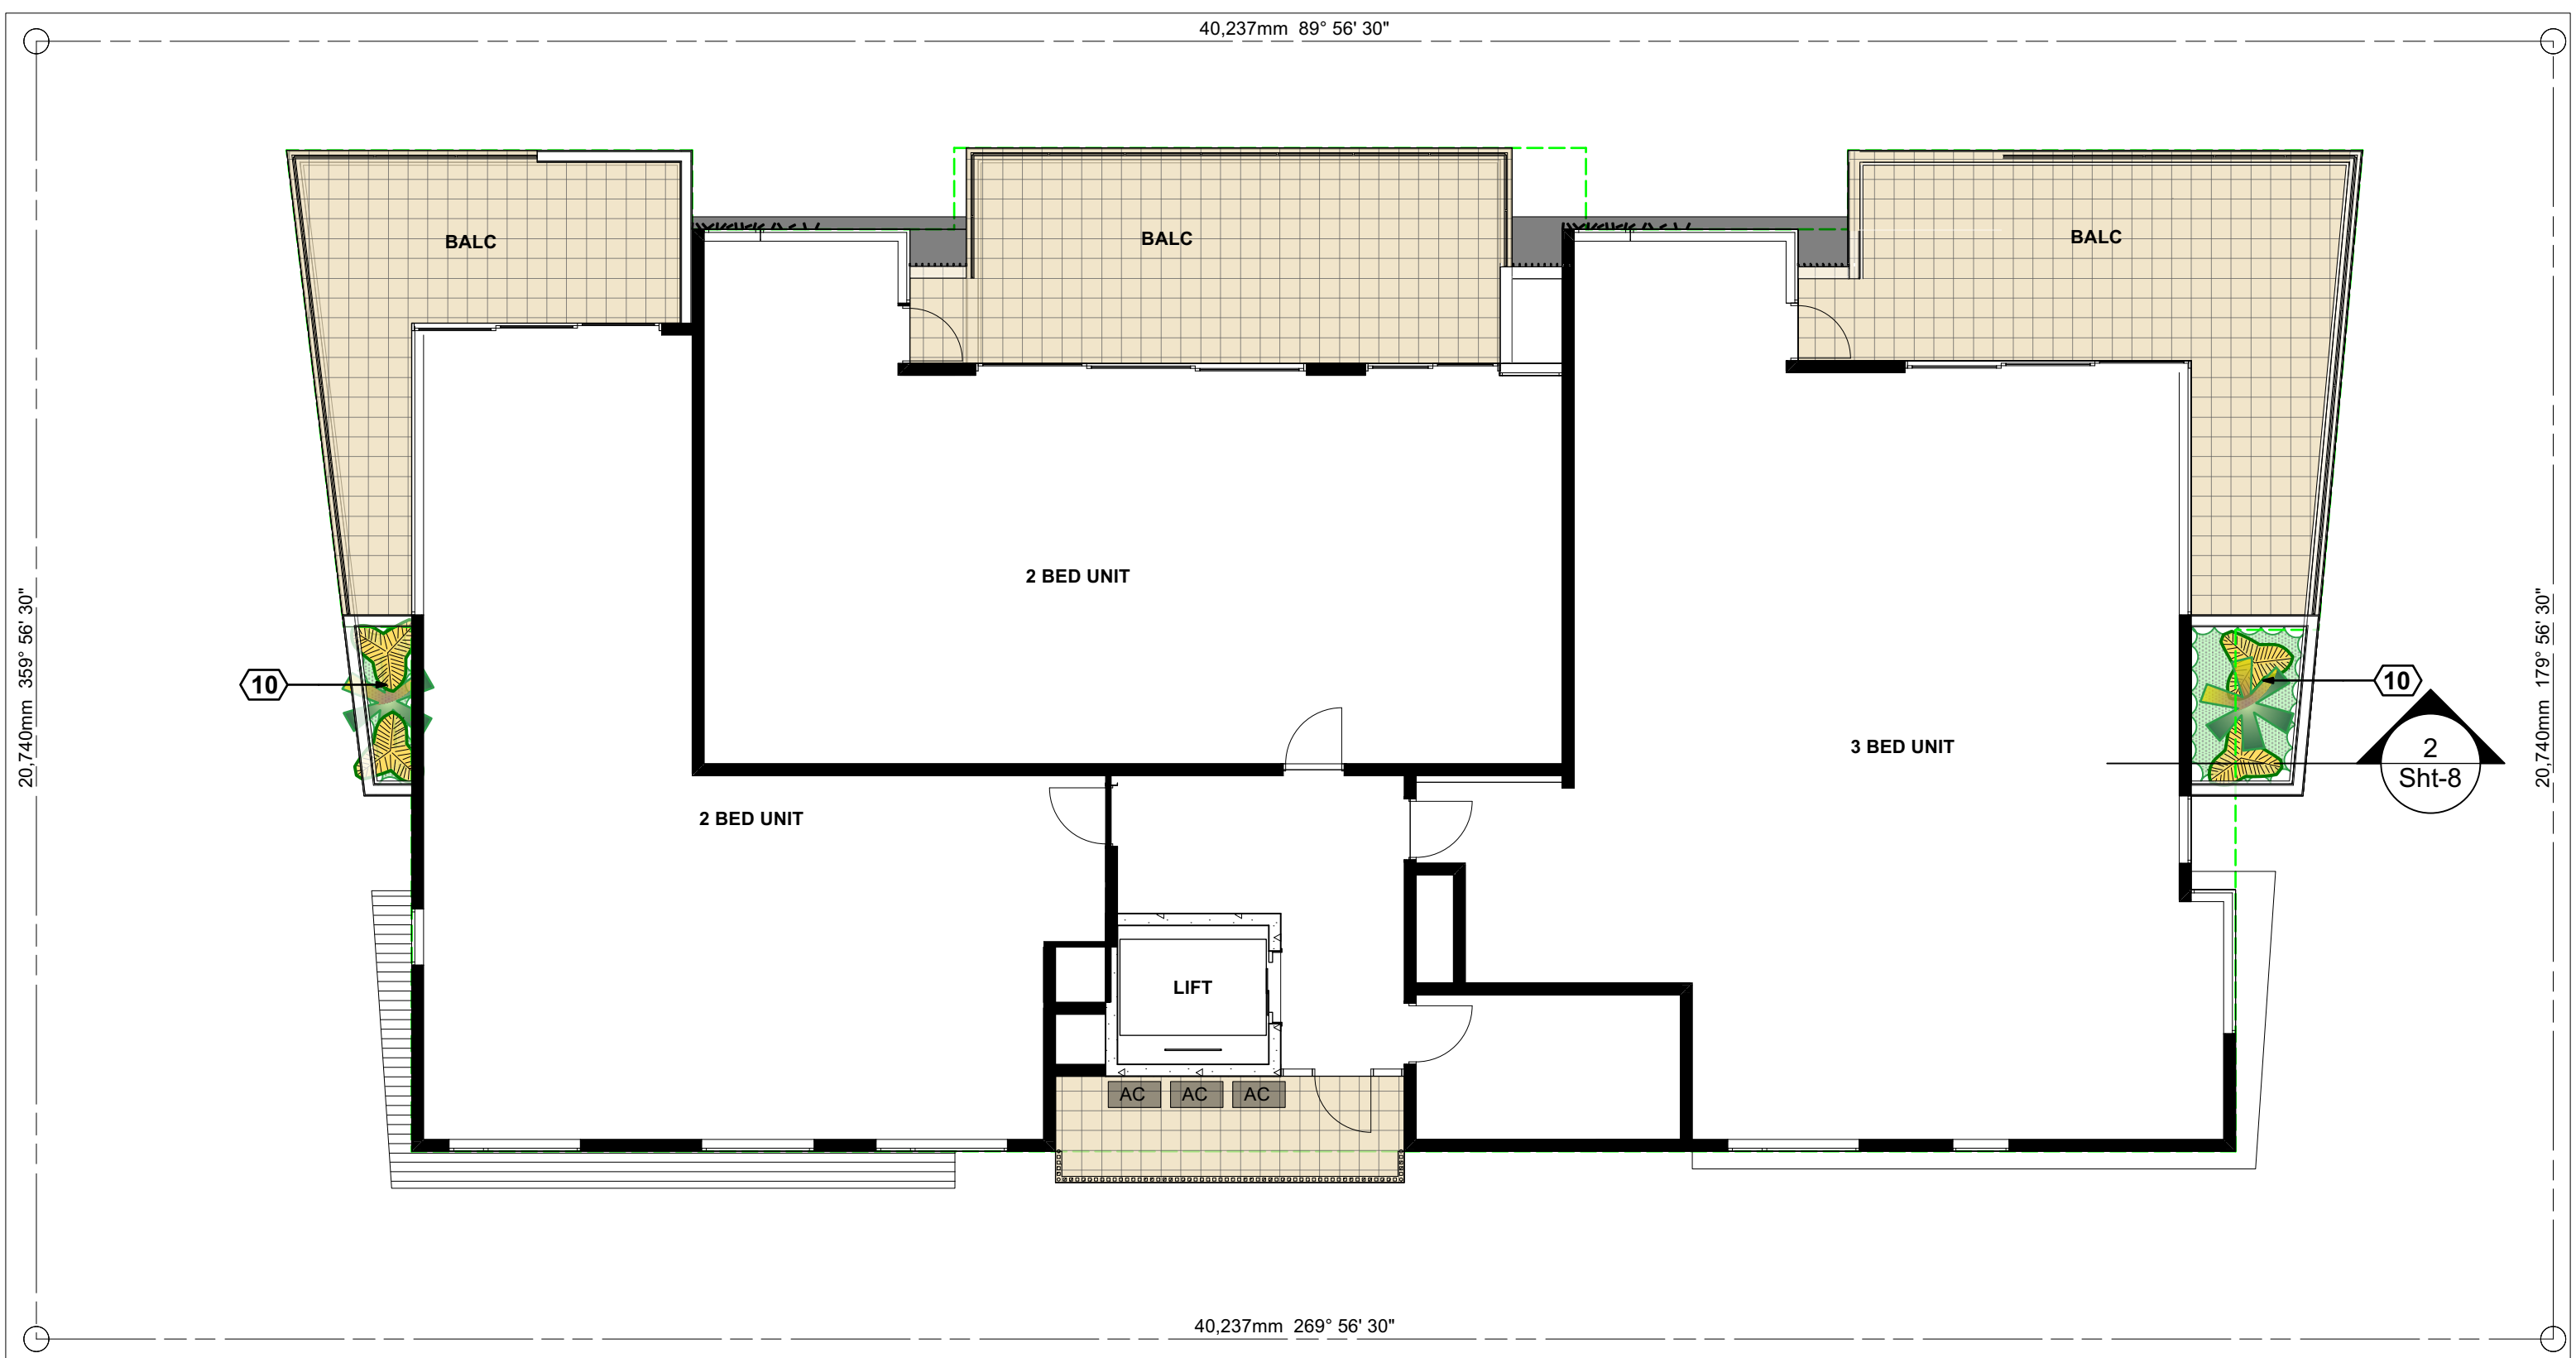 40,237mm  89° 56' 30"
BALC
BALC
BALC
2 BED UNIT
20,740mm  359° 56' 30"
20,740mm  179° 56' 30"
10
10
3 BED UNIT
2
Sht-8
2 BED UNIT
LIFT
AC
AC
AC
40,237mm  269° 56' 30"